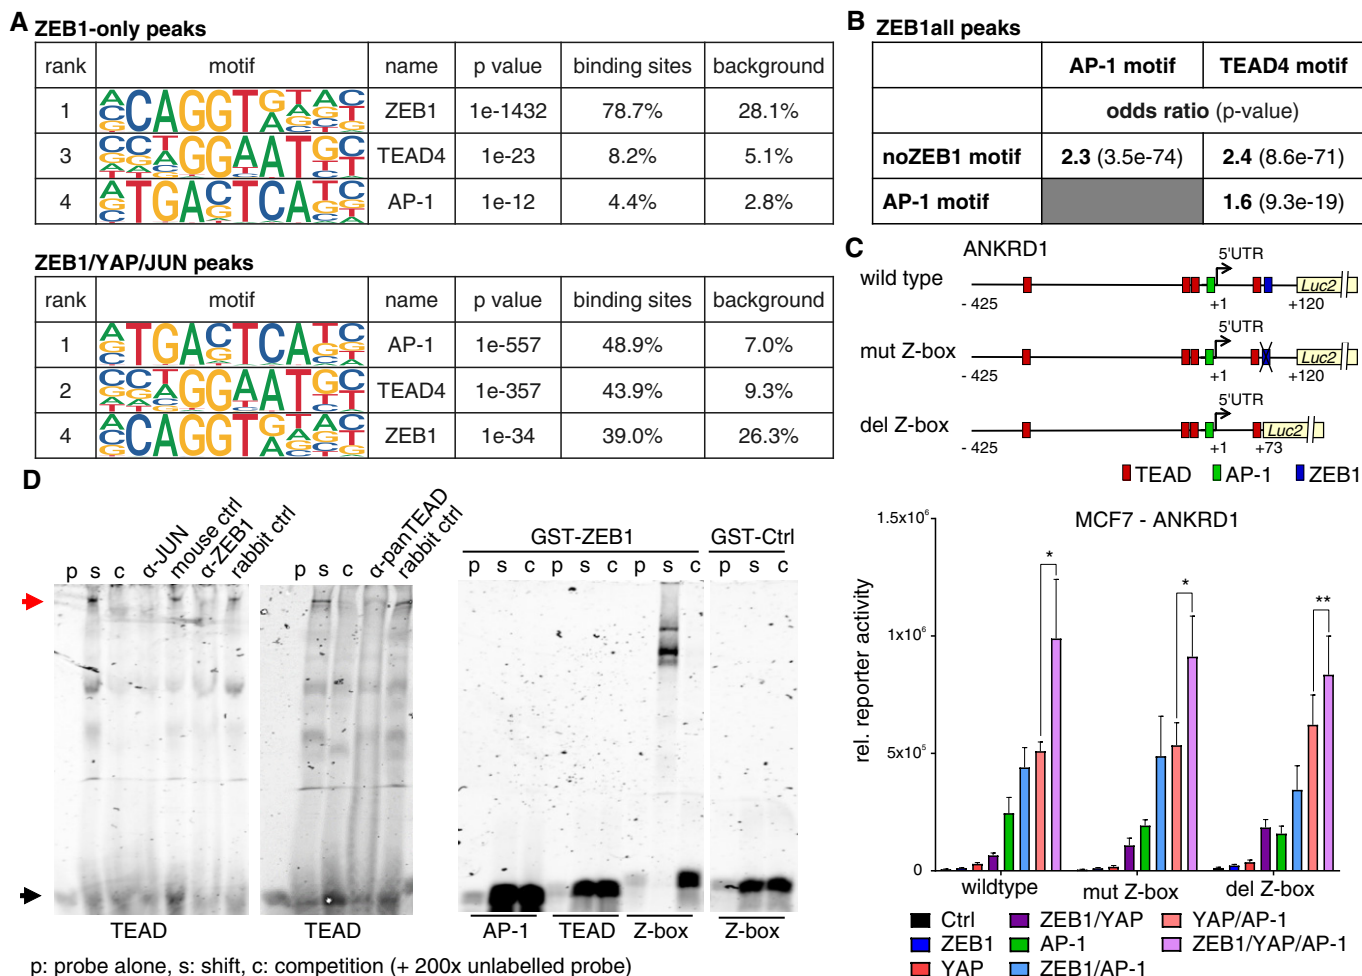 A
ZEB1-only peaks
rank motif name p value binding sites background
1 ZEB1 1e-1432 78.7% 28.1%
3 TEAD4 1e-23 8.2% 5.1%
4 AP-1 1e-12 4.4% 2.8%
ZEB1/YAP/JUN peaks
rank motif name p value binding sites background
1 AP-1 1e-557 48.9% 7.0%
2 TEAD4 1e-357 43.9% 9.3%
4 ZEB1 1e-34 39.0% 26.3%
B
ZEB1all peaks
AP-1 motif TEAD4 motif
odds ratio (p-value)
noZEB1 motif 2.3 (3.5e-74) 2.4 (8.6e-71)
AP-1 motif 1.6 (9.3e-19)
C
ANKRD1
wild type 5'UTR Luc2
- 425 +1 +120
mut Z-box 5'UTR Luc2
- 425 +1 +120
del Z-box 5'UTR Luc2
- 425 +1 +73
TEAD AP-1 ZEB1
MCF7 - ANKRD1
rel. reporter activity
1.5x10⁶
1x10⁶
5x10⁵
0
* * **
wildtype mut Z-box del Z-box
Ctrl ZEB1/YAP YAP/AP-1
ZEB1 AP-1 ZEB1/YAP/AP-1
YAP ZEB1/AP-1
D
p s c α-JUN mouse ctrl α-ZEB1 rabbit ctrl
TEAD
p s c α-panTEAD rabbit ctrl
TEAD
GST-ZEB1 GST-Ctrl
p s c p s c p s c p s c
AP-1 TEAD Z-box Z-box
p: probe alone, s: shift, c: competition (+ 200x unlabelled probe)